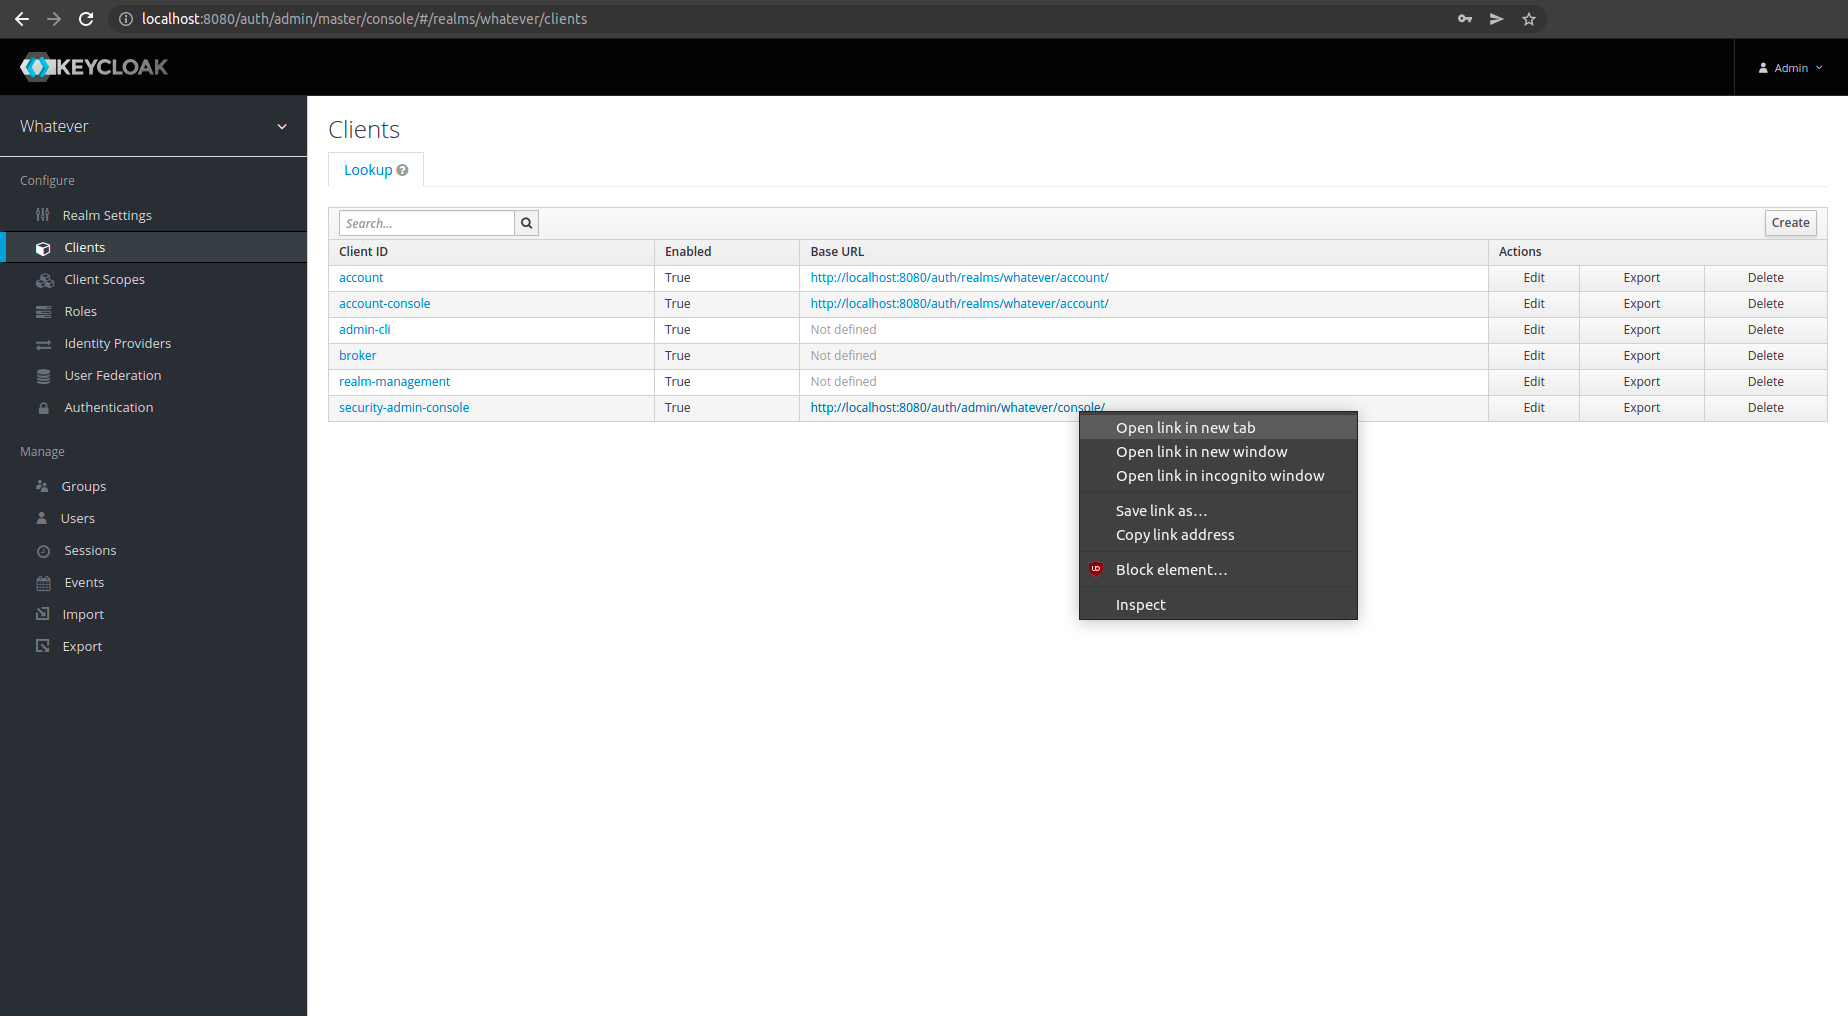 localhost:8080/auth/admin/master/console/#/realms/whatever/clients
KEYCLOAK
Admin
Whatever
Configure
Realm Settings
Clients
Client Scopes
Roles
Identity Providers
User Federation
Authentication
Manage
Groups
Users
Sessions
Events
Import
Export
Clients
Lookup ?
Search...
Create
Client ID Enabled Base URL Actions
account True http://localhost:8080/auth/realms/whatever/account/ Edit Export Delete
account-console True http://localhost:8080/auth/realms/whatever/account/ Edit Export Delete
admin-cli True Not defined Edit Export Delete
broker True Not defined Edit Export Delete
realm-management True Not defined Edit Export Delete
security-admin-console True http://localhost:8080/auth/admin/whatever/console/ Edit Export Delete
Open link in new tab
Open link in new window
Open link in incognito window
Save link as…
Copy link address
Block element…
Inspect